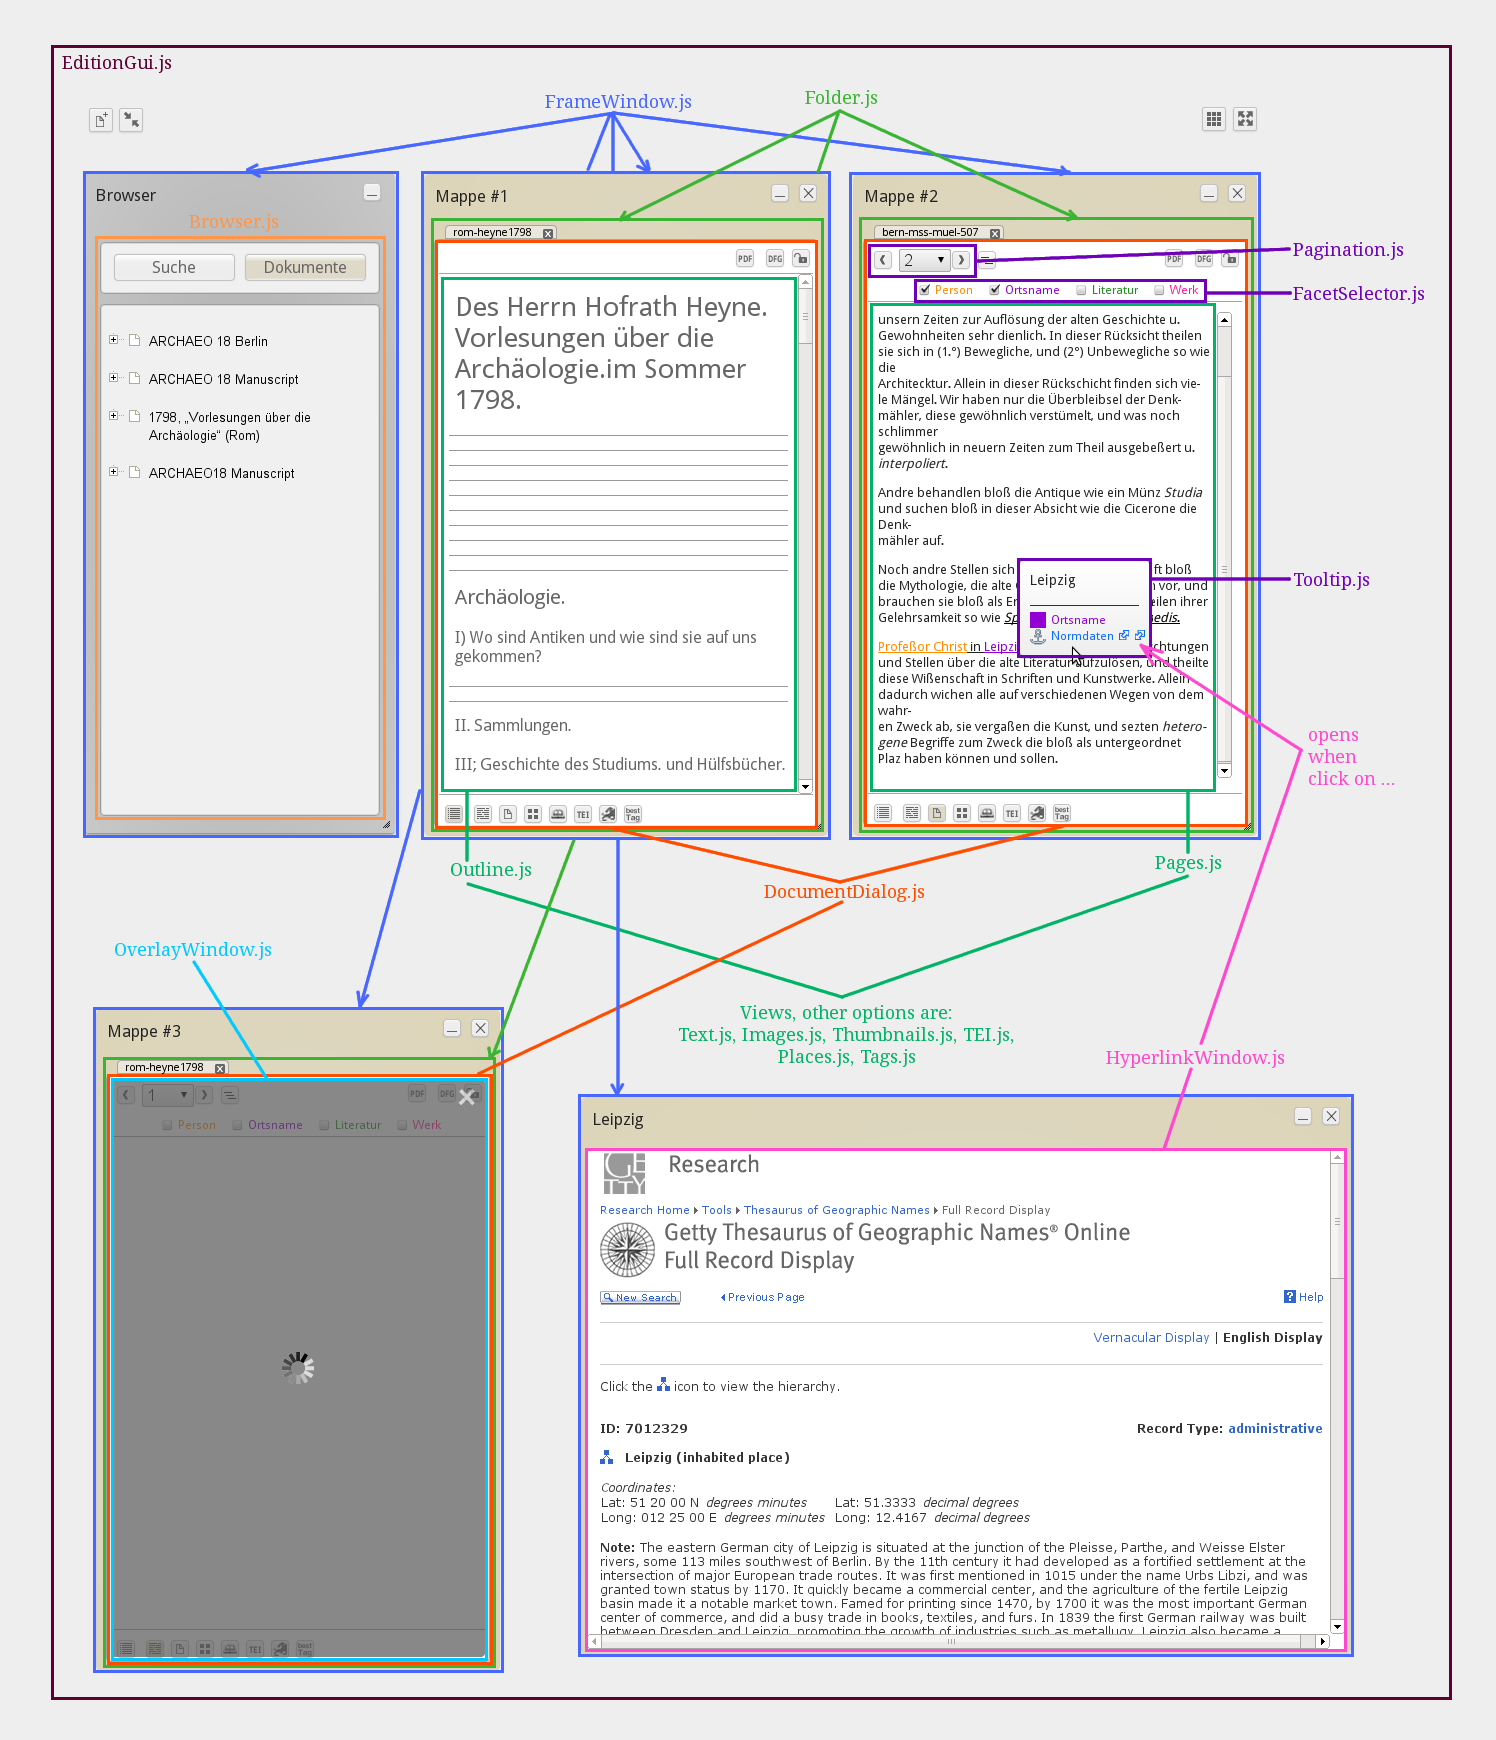 EditionGui.js
FrameWindow.js
Folder.js
Browser
Browser.js
Suche
Dokumente
ARCHAEO 18 Berlin
ARCHAEO 18 Manuscript
1798, „Vorlesungen über die
Archäologie“ (Rom)
ARCHAEO18 Manuscript
Mappe #1
rom-heyne1798
PDF
DFG
Des Herrn Hofrath Heyne.
Vorlesungen über die
Archäologie.im Sommer
1798.
Archäologie.
I) Wo sind Antiken und wie sind sie auf uns
gekommen?
II. Sammlungen.
III; Geschichte des Studiums. und Hülfsbücher.
TEI
best
Tag
Mappe #2
bern-mss-muel-507
2
PDF
DFG
Person
Ortsname
Literatur
Werk
unsern Zeiten zur Auflösung der alten Geschichte u.
Gewohnheiten sehr dienlich. In dieser Rücksicht theilen
sie sich in (1.°) Bewegliche, und (2°) Unbewegliche so wie
die
Architecktur. Allein in dieser Rückschicht finden sich vie-
le Mängel. Wir haben nur die Überbleibsel der Denk-
mähler, diese gewöhnlich verstümelt, und was noch
schlimmer
gewöhnlich in neuern Zeiten zum Theil ausgebeßert u.
interpoliert.
Andre behandlen bloß die Antique wie ein Münz Studia
und suchen bloß in dieser Absicht wie die Cicerone die
Denk-
mähler auf.
Noch andre Stellen sich ft bloß
die Mythologie, die alte vor, und
brauchen sie bloß als eilen ihrer
Gelehrsamkeit so wie Sp edis.
Profeßor Christ in Leipzi chtungen
und Stellen über die alte Literatur aufzulösen, und theilte
diese Wißenschaft in Schriften und Kunstwerke. Allein
dadurch wichen alle auf verschiedenen Wegen von dem
wahr-
en Zweck ab, sie vergaßen die Kunst, und sezten hetero-
gene Begriffe zum Zweck die bloß als untergeordnet
Plaz haben können und sollen.
Leipzig
Ortsname
Normdaten
TEI
best
Tag
Pagination.js
FacetSelector.js
Tooltip.js
opens
when
click on ...
Outline.js
DocumentDialog.js
Pages.js
OverlayWindow.js
Views, other options are:
Text.js, Images.js, Thumbnails.js, TEI.js,
Places.js, Tags.js
HyperlinkWindow.js
Mappe #3
rom-heyne1798
1
PDF
DFG
Person
Ortsname
Literatur
Werk
TEI
best
Tag
Leipzig
GETTY
Research
Research Home Tools Thesaurus of Geographic Names Full Record Display
Getty Thesaurus of Geographic Names® Online
Full Record Display
New Search
Previous Page
? Help
Vernacular Display | English Display
Click the icon to view the hierarchy.
ID: 7012329
Record Type: administrative
Leipzig (inhabited place)
Coordinates:
Lat: 51 20 00 N degrees minutes Lat: 51.3333 decimal degrees
Long: 012 25 00 E degrees minutes Long: 12.4167 decimal degrees
Note: The eastern German city of Leipzig is situated at the junction of the Pleisse, Parthe, and Weisse Elster
rivers, some 113 miles southwest of Berlin. By the 11th century it had developed as a fortified settlement at the
intersection of major European trade routes. It was first mentioned in 1015 under the name Urbs Libzi, and was
granted town status by 1170. It quickly became a commercial center, and the agriculture of the fertile Leipzig
basin made it a notable market town. Famed for printing since 1470, by 1700 it was the most important German
center of commerce, and did a busy trade in books, textiles, and furs. In 1839 the first German railway was built
between Dresden and Leipzig, promoting the growth of industries such as metallugy. Leipzig also became a